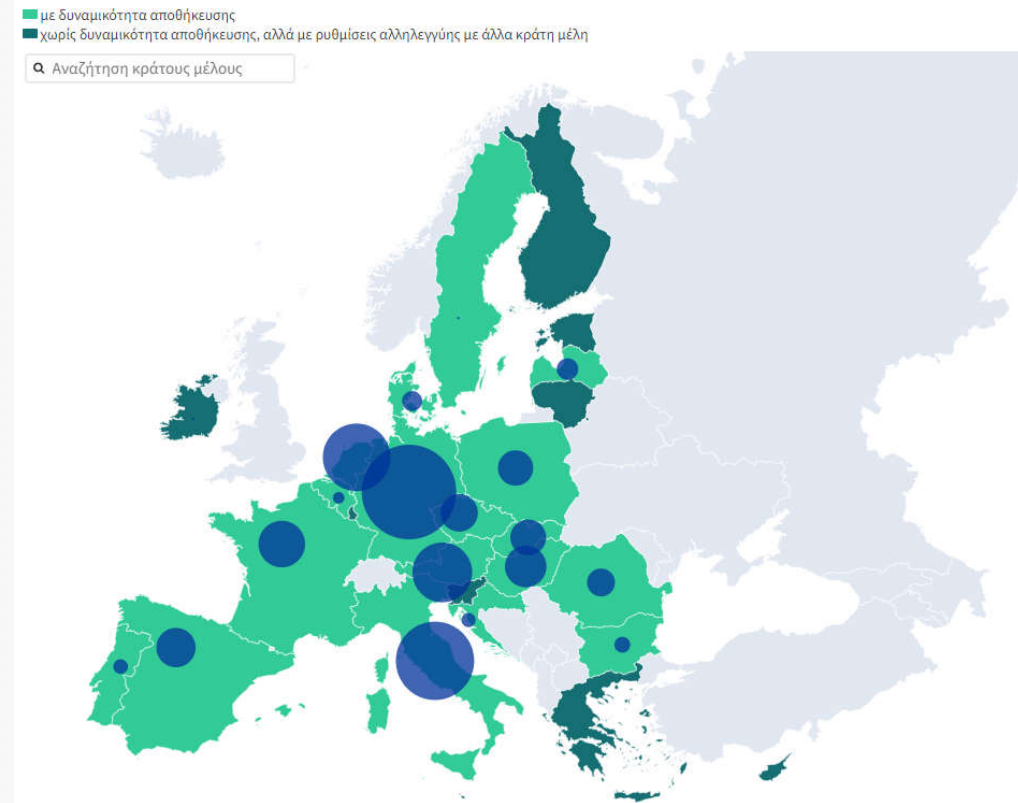 με δυναμικότητα αποθήκευσης
χωρίς δυναμικότητα αποθήκευσης, αλλά με ρυθμίσεις αλληλεγγύης με άλλα κράτη μέλη
Αναζήτηση κράτους μέλους